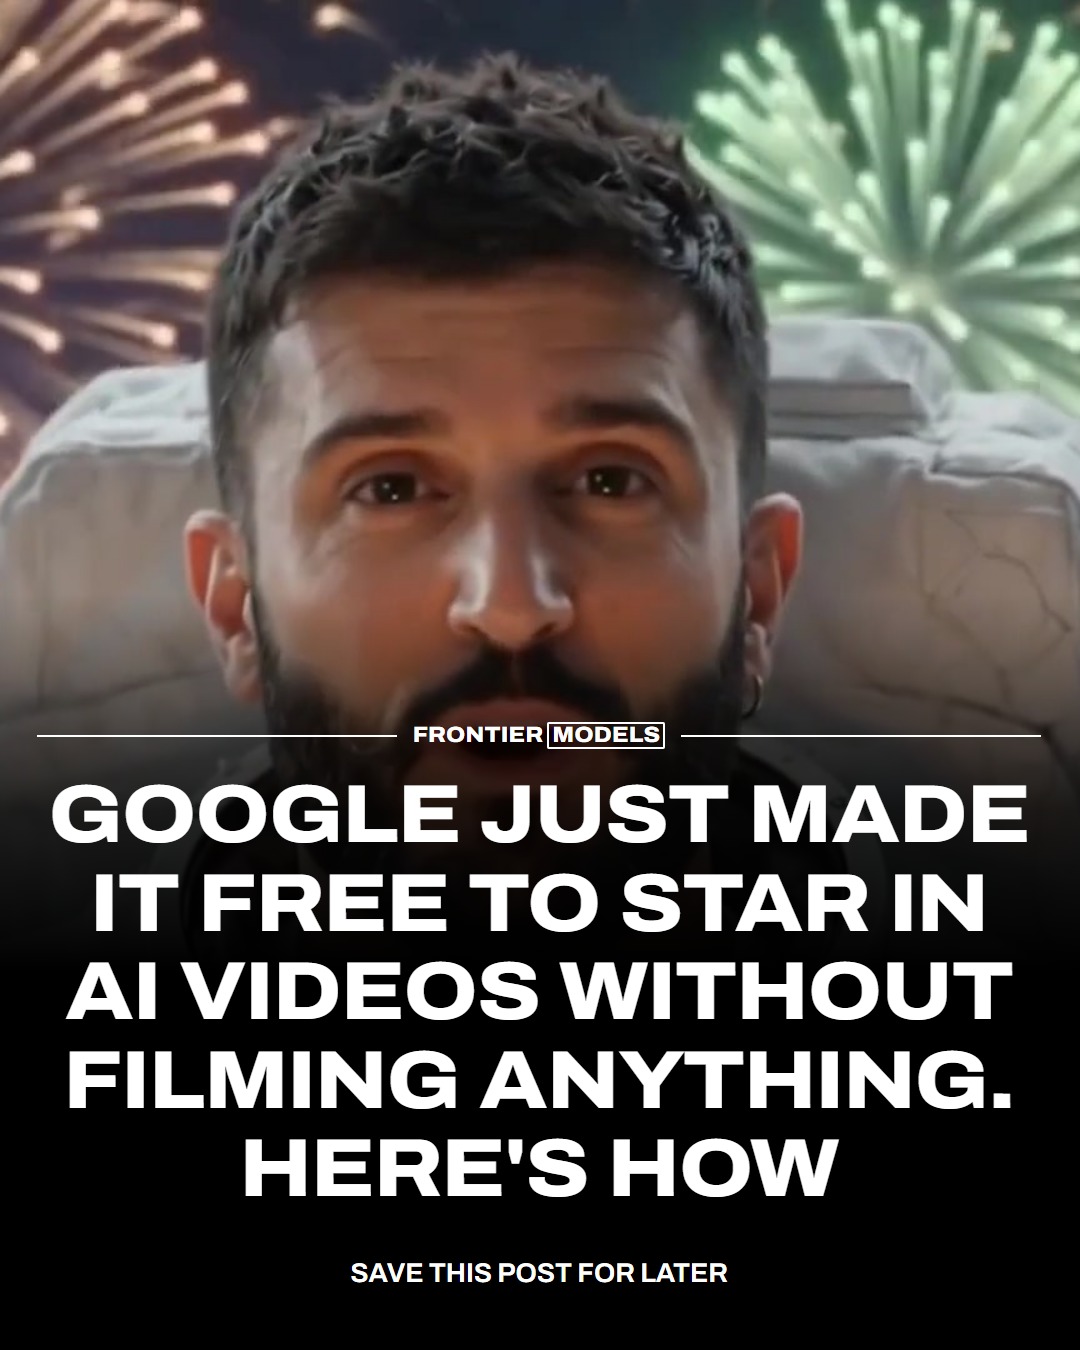 FRONTIER MODELS
GOOGLE JUST MADE
IT FREE TO STAR IN
AI VIDEOS WITHOUT
FILMING ANYTHING.
HERE'S HOW
SAVE THIS POST FOR LATER